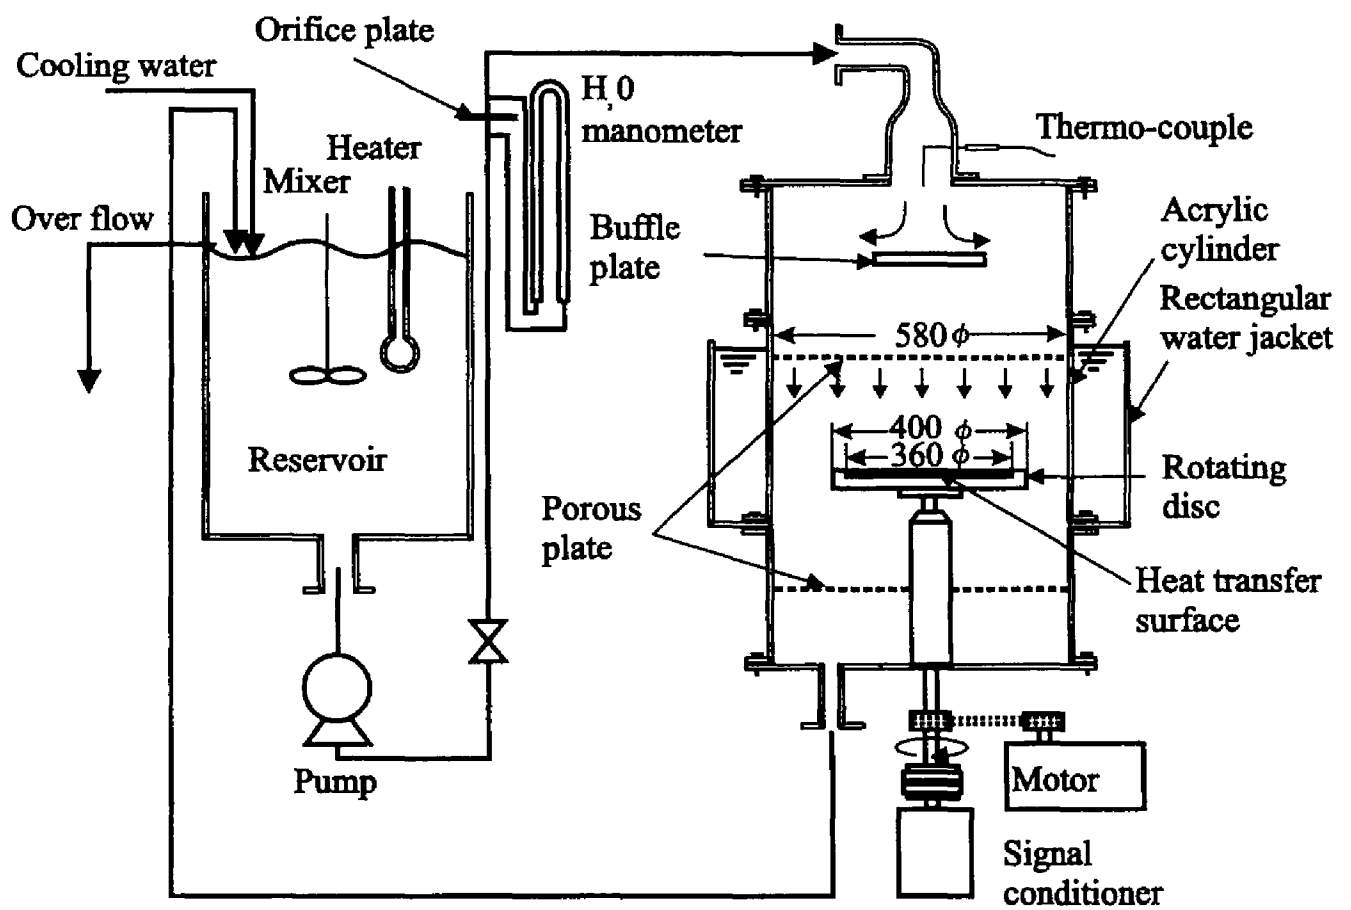 Orifice plate
Cooling water
H,0
manometer
Thermo-couple
Heater
Mixer
Over flow
Buffle
plate
Acrylic
cylinder
Rectangular
water jacket
580 ϕ
400 ϕ
360 ϕ
Reservoir
Rotating
disc
Porous
plate
Heat transfer
surface
Pump
Motor
Signal
conditioner